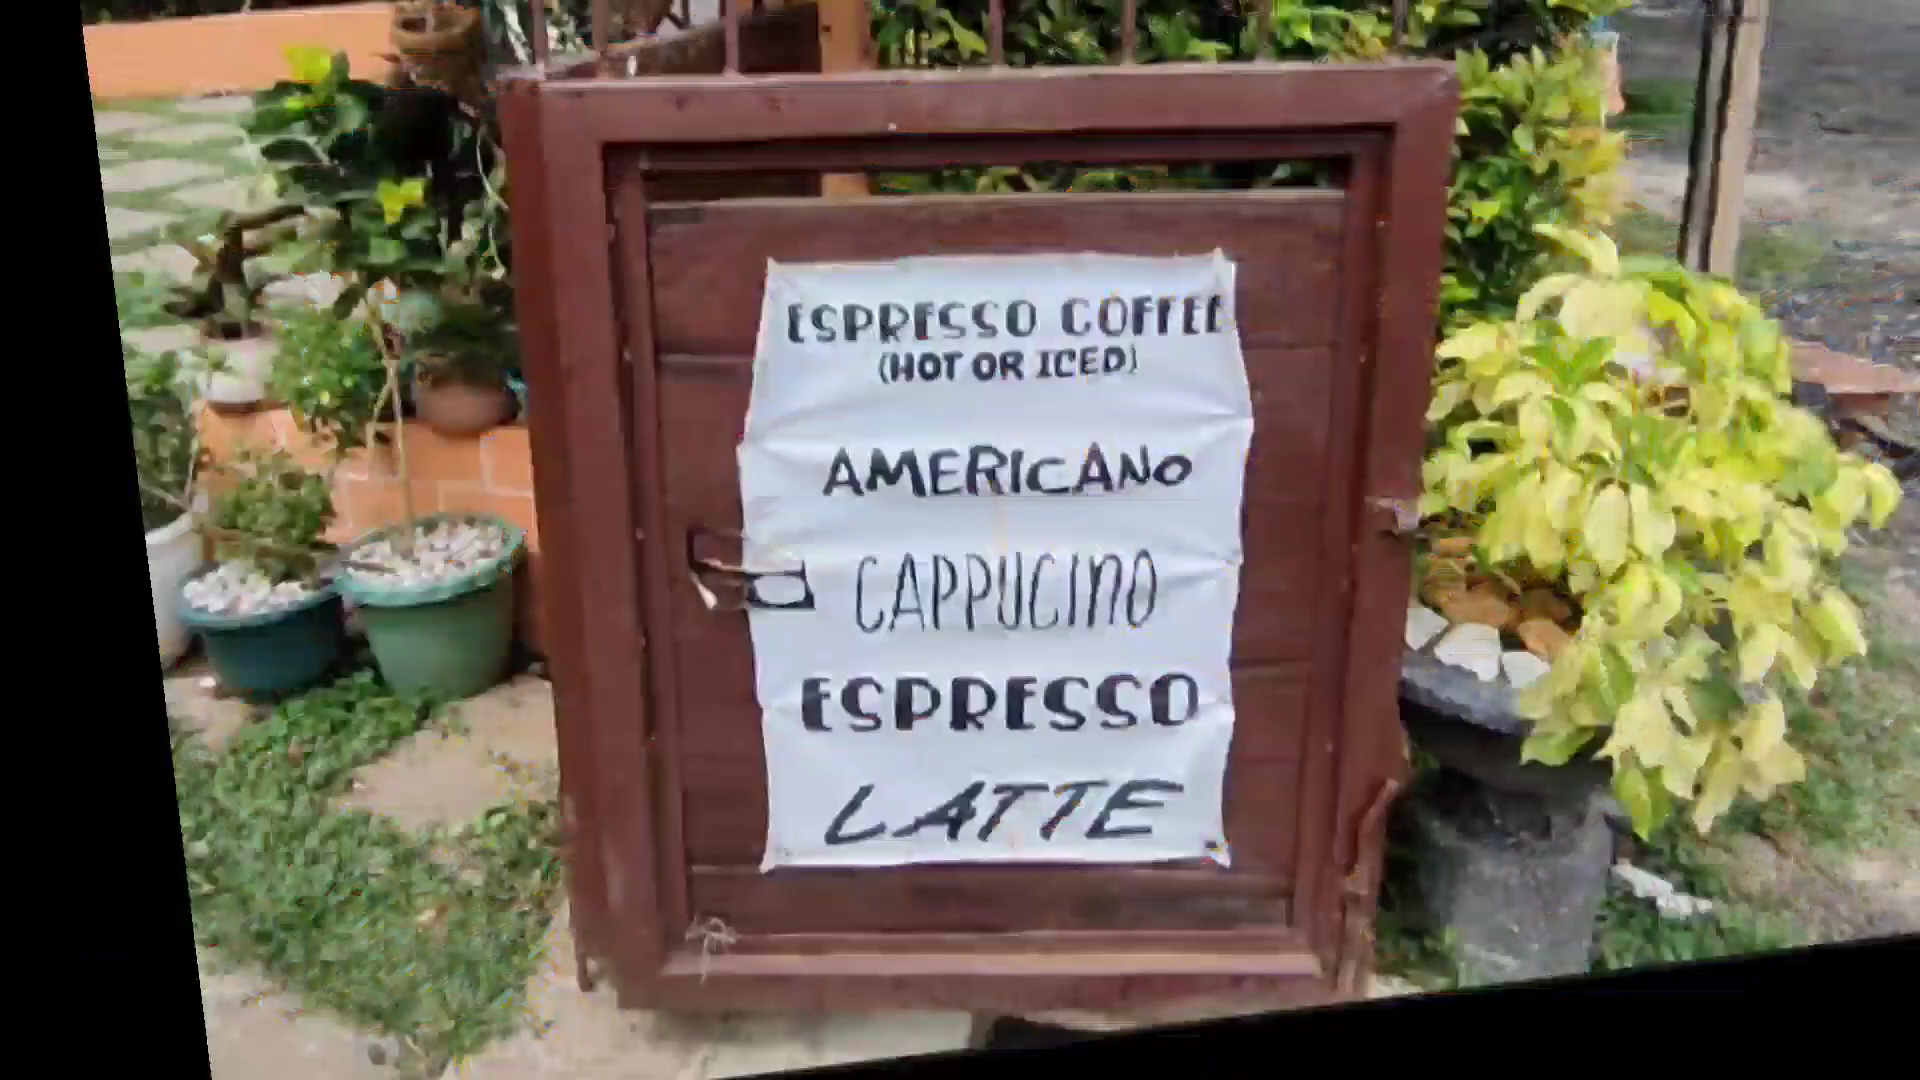 ESPRESSO COFFEE
(HOT OR ICED)
AMERICANO
CAPPUCINO
ESPRESSO
LATTE